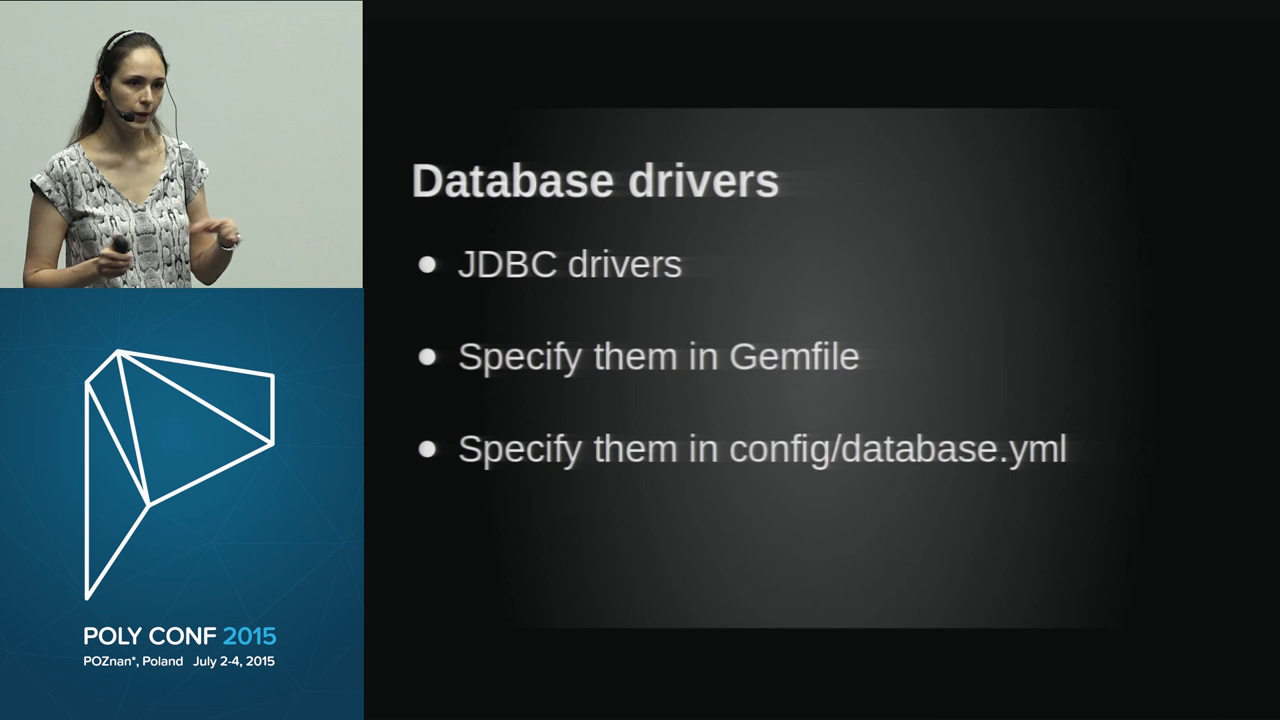 Database drivers
JDBC drivers
Specify them in Gemfile
Specify them in config/database.yml
POLY CONF 2015
POZnan*, Poland July 2-4, 2015